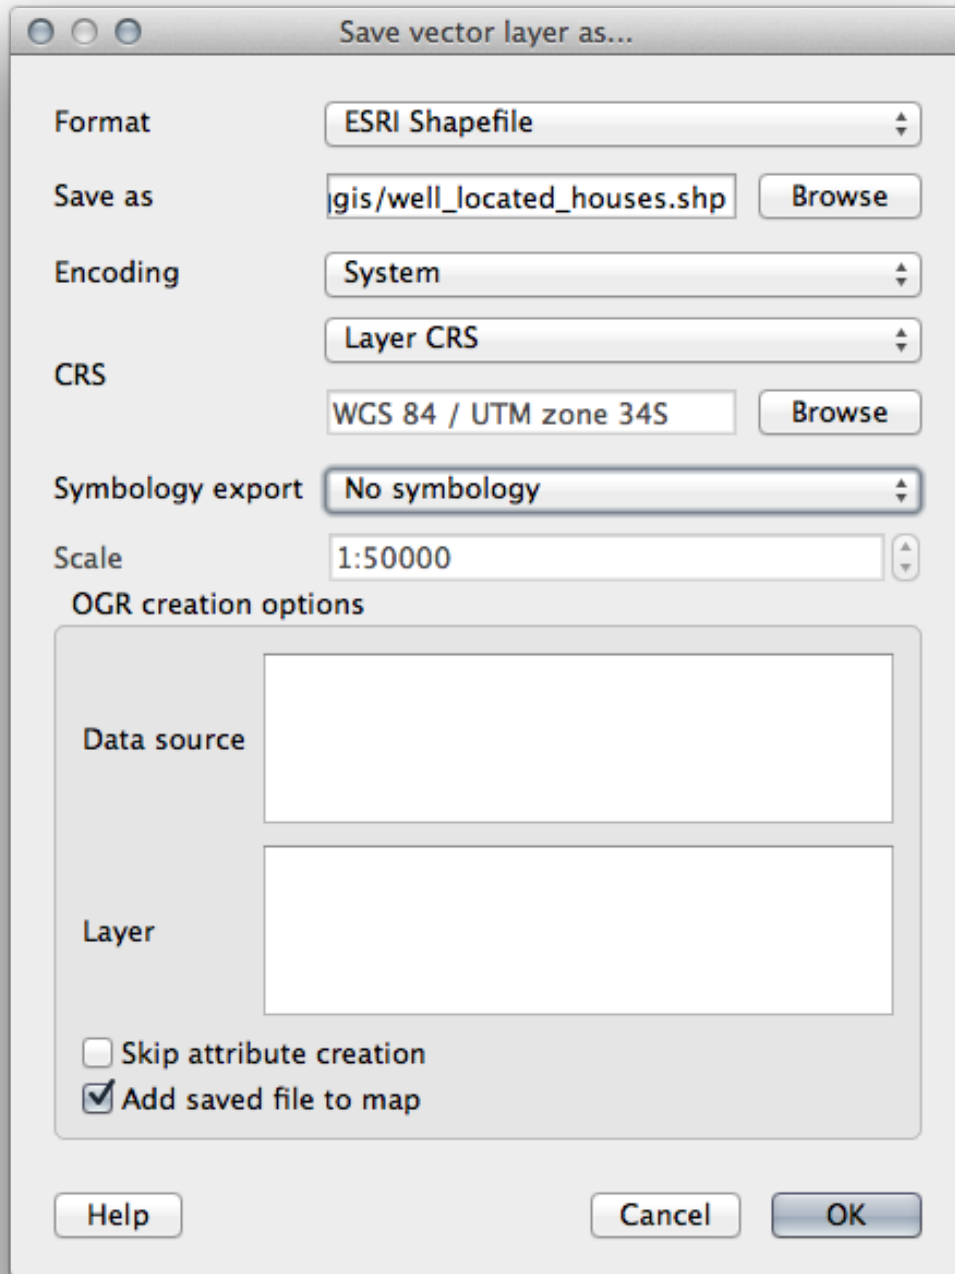 Save vector layer as...
Format ESRI Shapefile
Save as gis/well_located_houses.shp Browse
Encoding System
Layer CRS
CRS
WGS 84 / UTM zone 34S Browse
Symbology export No symbology
Scale 1:50000
OGR creation options
Data source
Layer
Skip attribute creation
Add saved file to map
Help Cancel OK